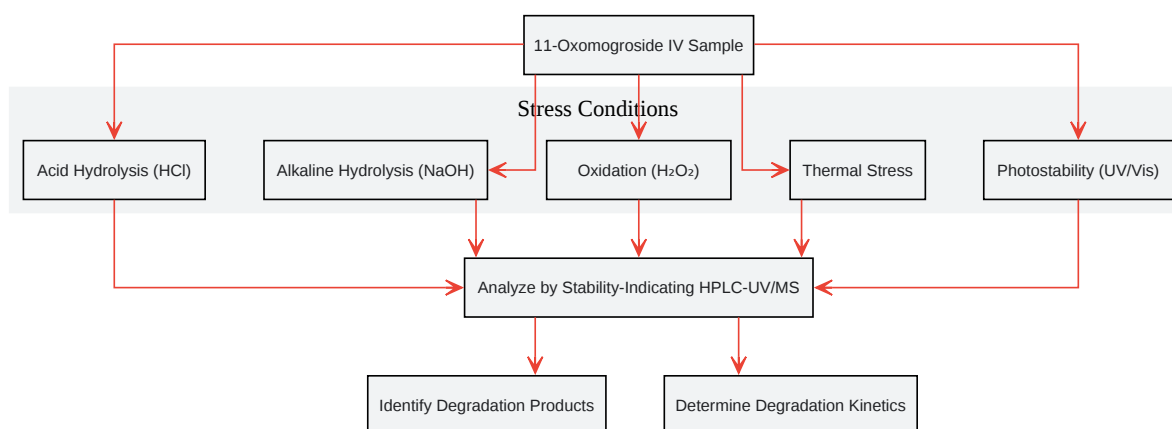 11-Oxomogroside IV Sample
Stress Conditions
Acid Hydrolysis (HCl)
Alkaline Hydrolysis (NaOH)
Oxidation (H₂O₂)
Thermal Stress
Photostability (UV/Vis)
Analyze by Stability-Indicating HPLC-UV/MS
Identify Degradation Products
Determine Degradation Kinetics